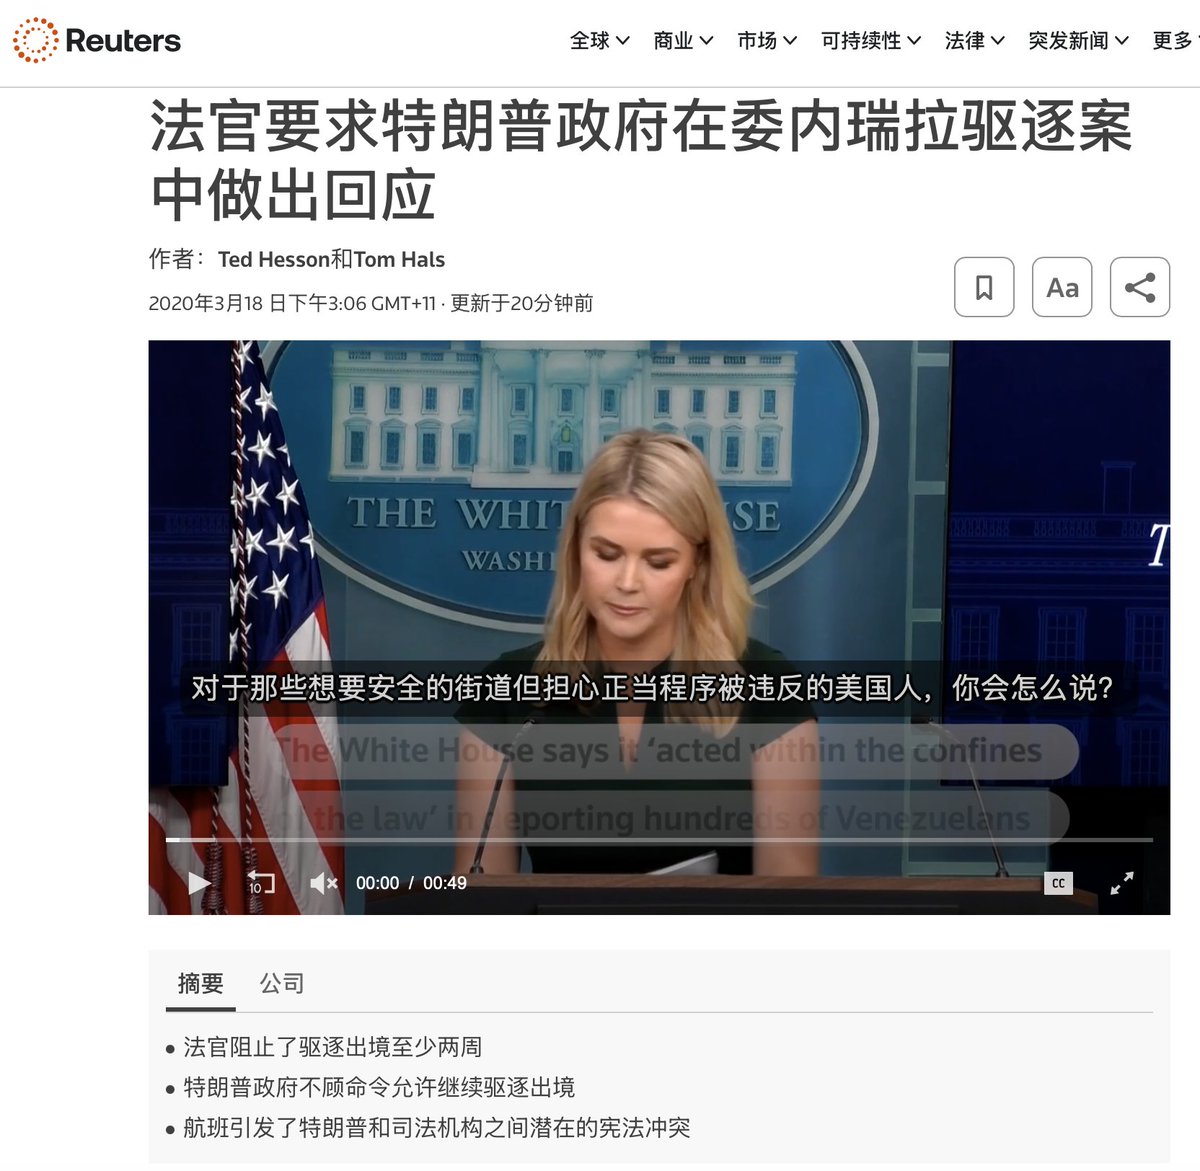 Reuters
全球 商业 市场 可持续性 法律 突发新闻 更多
法官要求特朗普政府在委内瑞拉驱逐案
中做出回应
作者：Ted Hesson和Tom Hals
2020年3月18 日下午3:06 GMT+11 · 更新于20分钟前
Aa
THE WHIT SE
WASHI
T
对于那些想要安全的街道但担心正当程序被违反的美国人，你会怎么说？
The White House says it ‘acted within the confines
of the law’ in deporting hundreds of Venezuelans
10 00:00 / 00:49 CC
摘要 公司
• 法官阻止了驱逐出境至少两周
• 特朗普政府不顾命令允许继续驱逐出境
• 航班引发了特朗普和司法机构之间潜在的宪法冲突